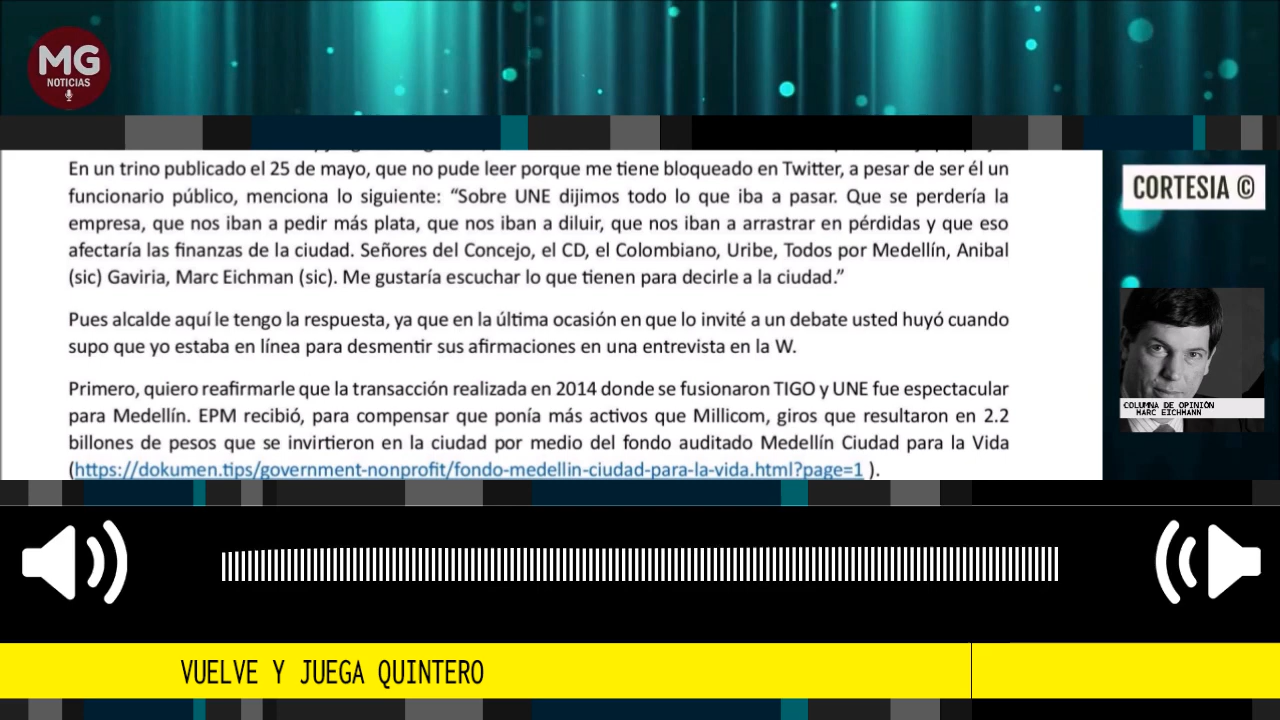 MG
NOTICIAS
En un trino publicado el 25 de mayo, que no pude leer porque me tiene bloqueado en Twitter, a pesar de ser él un
funcionario público, menciona lo siguiente: “Sobre UNE dijimos todo lo que iba a pasar. Que se perdería la
empresa, que nos iban a pedir más plata, que nos iban a diluir, que nos iban a arrastrar en pérdidas y que eso
afectaría las finanzas de la ciudad. Señores del Concejo, el CD, el Colombiano, Uribe, Todos por Medellín, Anibal
(sic) Gaviria, Marc Eichman (sic). Me gustaría escuchar lo que tienen para decirle a la ciudad.”
Pues alcalde aquí le tengo la respuesta, ya que en la última ocasión en que lo invité a un debate usted huyó cuando
supo que yo estaba en línea para desmentir sus afirmaciones en una entrevista en la W.
Primero, quiero reafirmarle que la transacción realizada en 2014 donde se fusionaron TIGO y UNE fue espectacular
para Medellín. EPM recibió, para compensar que ponía más activos que Millicom, giros que resultaron en 2.2
billones de pesos que se invirtieron en la ciudad por medio del fondo auditado Medellín Ciudad para la Vida
(https://dokumen.tips/government-nonprofit/fondo-medellin-ciudad-para-la-vida.html?page=1 ).
CORTESIA ©
COLUMNA DE OPINIÓN
MARC EICHMANN
VUELVE Y JUEGA QUINTERO